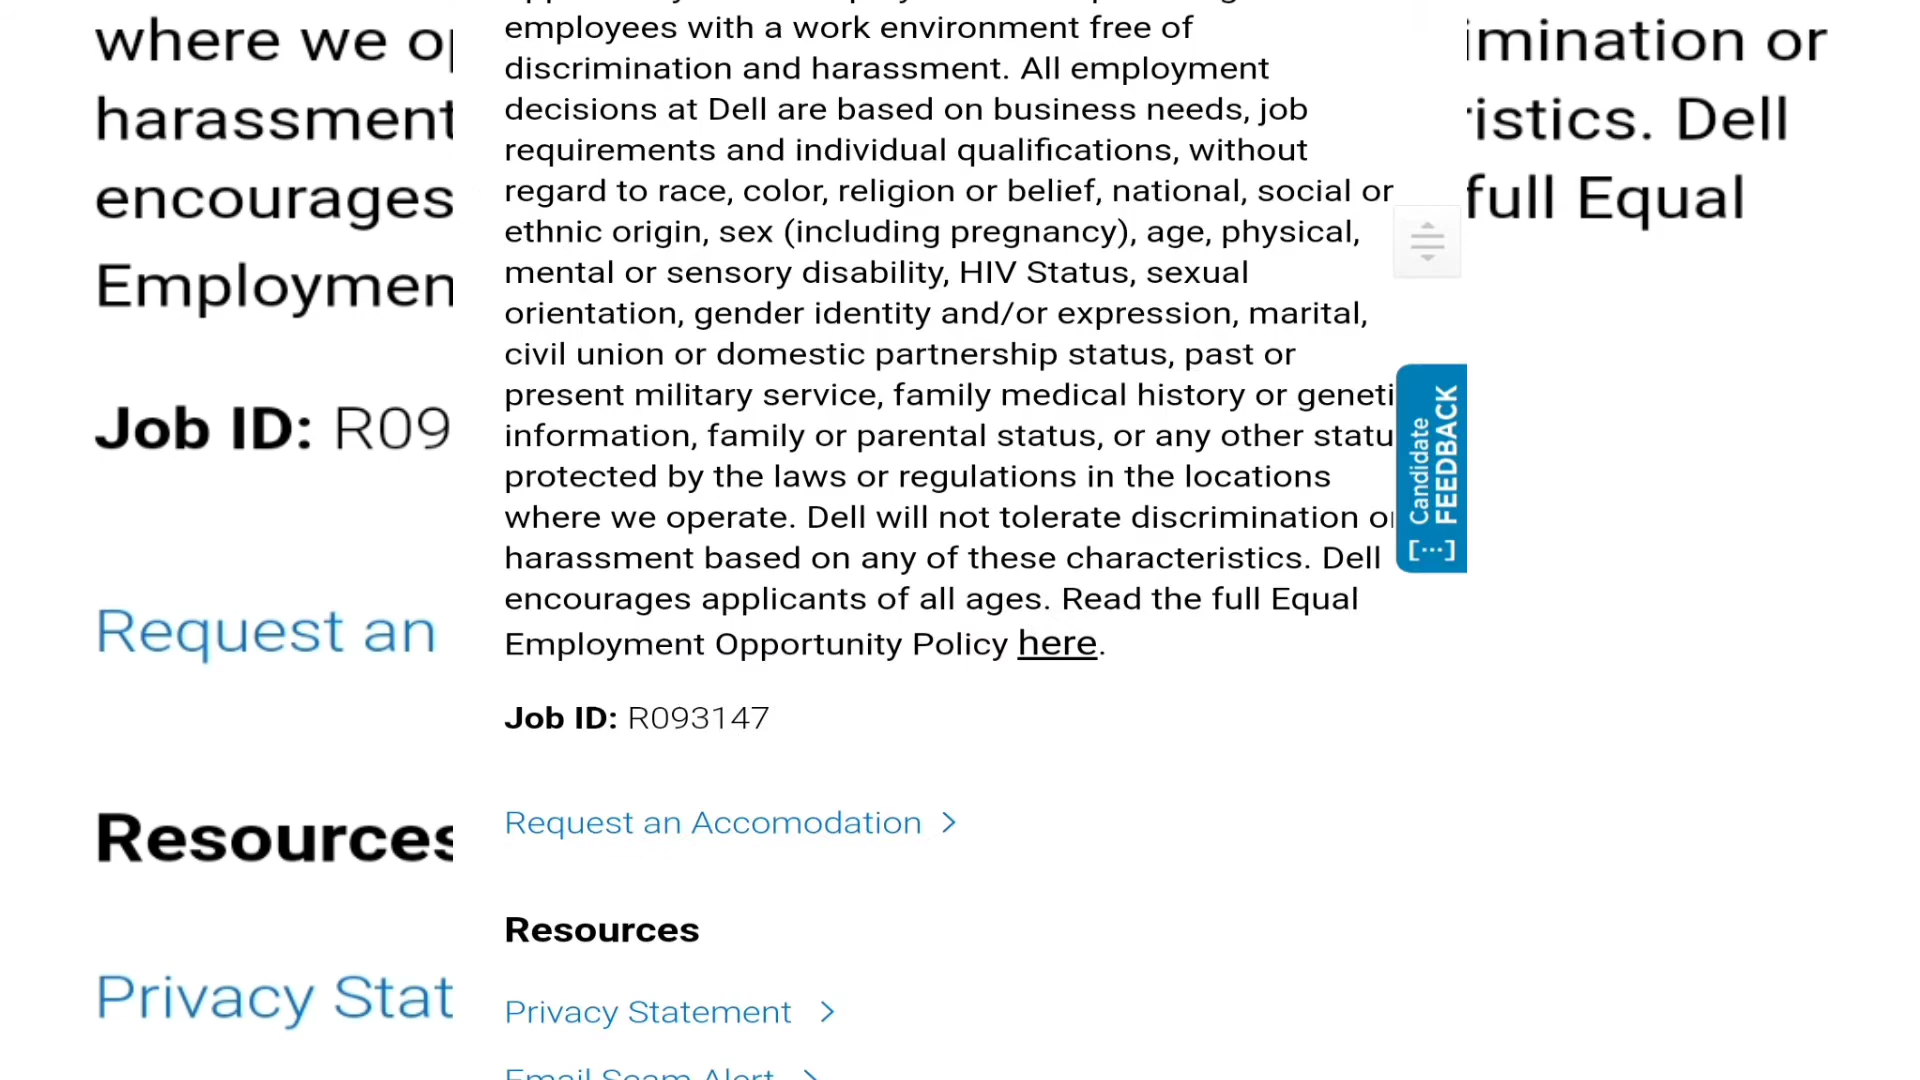 employees with a work environment free of
discrimination and harassment. All employment
decisions at Dell are based on business needs, job
requirements and individual qualifications, without
regard to race, color, religion or belief, national, social or
ethnic origin, sex (including pregnancy), age, physical,
mental or sensory disability, HIV Status, sexual
orientation, gender identity and/or expression, marital,
civil union or domestic partnership status, past or
present military service, family medical history or geneti
information, family or parental status, or any other statu
protected by the laws or regulations in the locations
where we operate. Dell will not tolerate discrimination or
harassment based on any of these characteristics. Dell
encourages applicants of all ages. Read the full Equal
Employment Opportunity Policy here.
Job ID: R093147
Request an Accomodation >
Resources
Privacy Statement >
Email Scam Alert >
Candidate
FEEDBACK
where we op
harassment
encourages
Employmen
Job ID: R09
Request an
Resources
Privacy Stat
imination or
ristics. Dell
full Equal